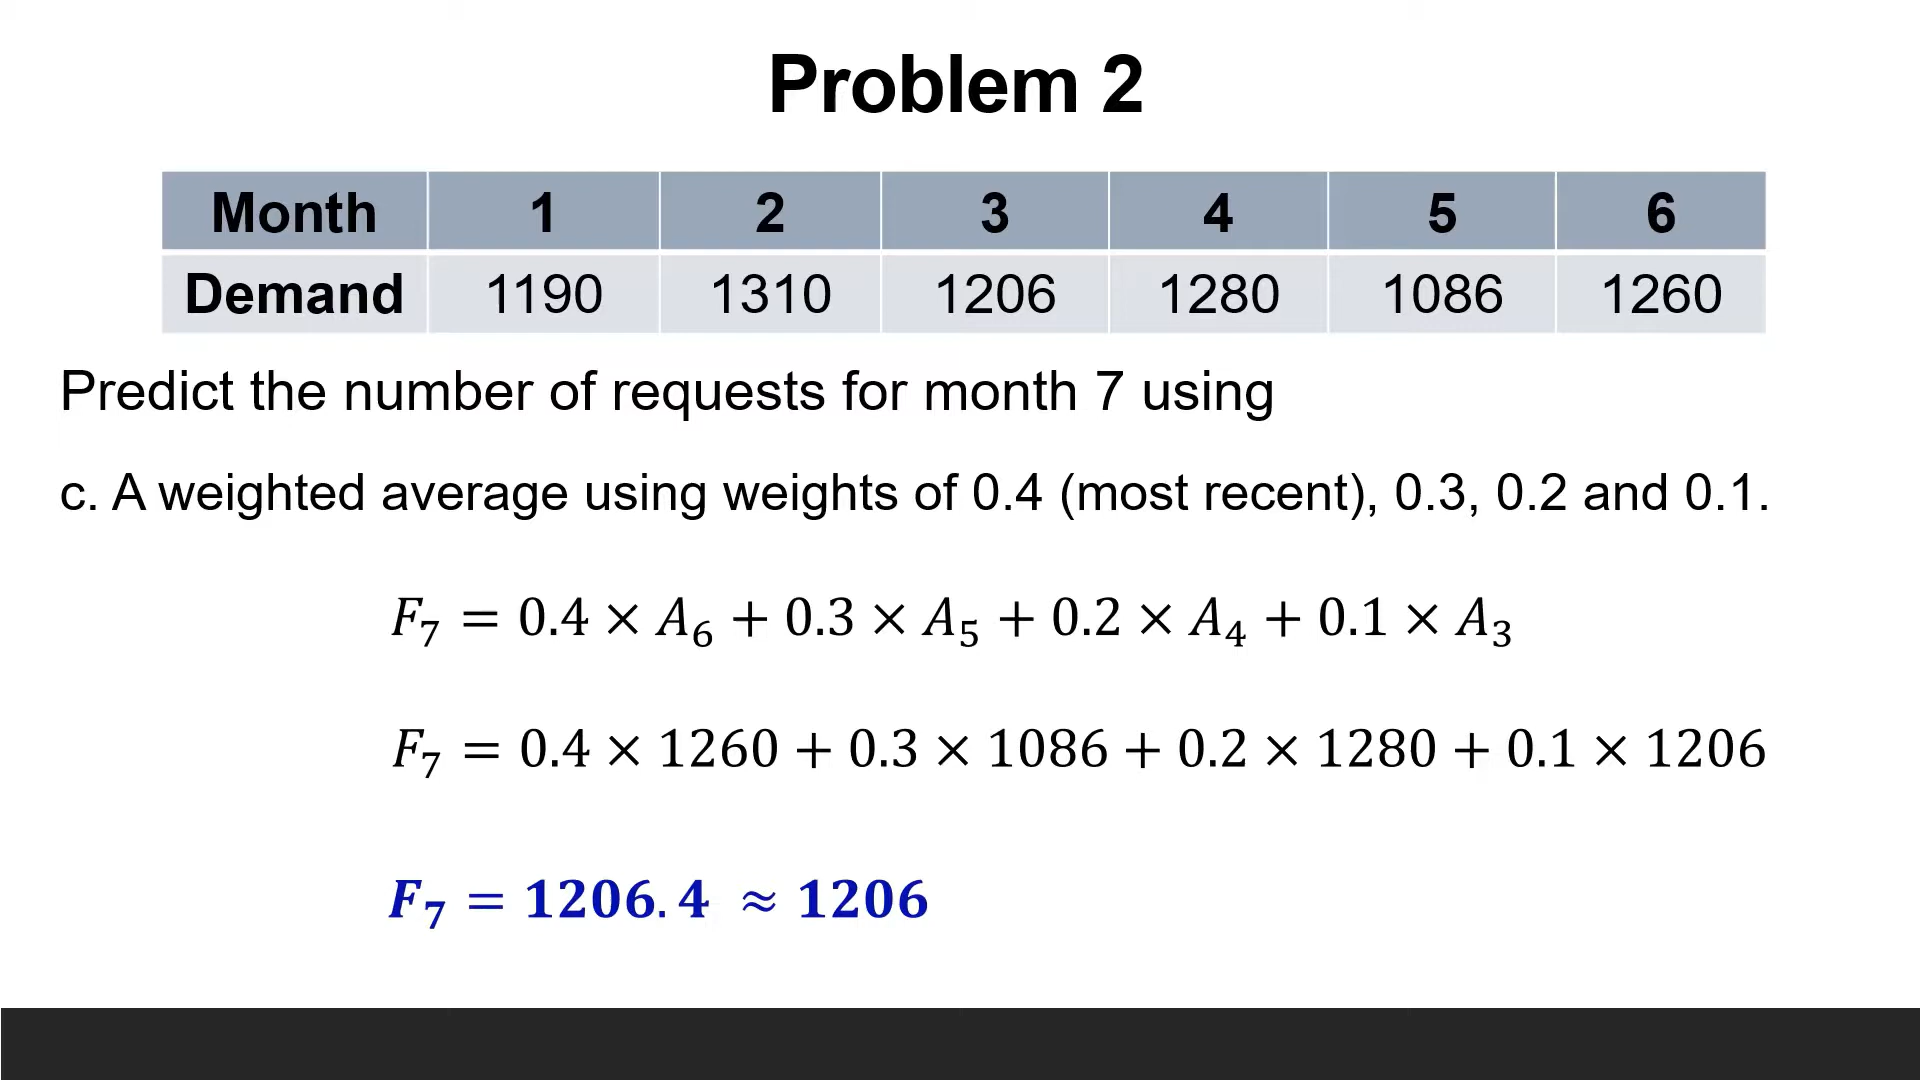 Problem 2
Month 1 2 3 4 5 6
Demand 1190 1310 1206 1280 1086 1260
Predict the number of requests for month 7 using
c. A weighted average using weights of 0.4 (most recent), 0.3, 0.2 and 0.1.
F₇ = 0.4 × A₆ + 0.3 × A₅ + 0.2 × A₄ + 0.1 × A₃
F₇ = 0.4 × 1260 + 0.3 × 1086 + 0.2 × 1280 + 0.1 × 1206
F₇ = 1206.4 ≈ 1206